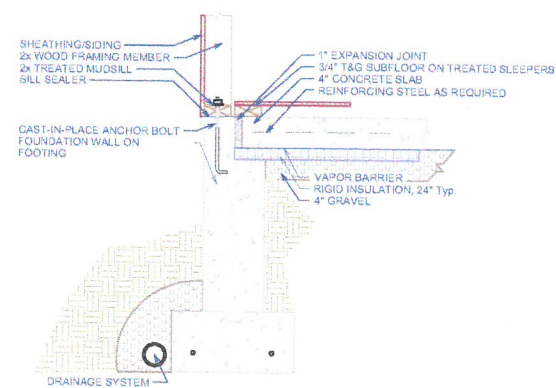 SHEATHING/SIDING
2x WOOD FRAMING MEMBER
2x TREATED MUDSILL
SILL SEALER
CAST-IN-PLACE ANCHOR BOLT
FOUNDATION WALL ON
FOOTING
1" EXPANSION JOINT
3/4" T&G SUBFLOOR ON TREATED SLEEPERS
4" CONCRETE SLAB
REINFORCING STEEL AS REQUIRED
VAPOR BARRIER
RIGID INSULATION, 24" Typ.
4" GRAVEL
DRAINAGE SYSTEM